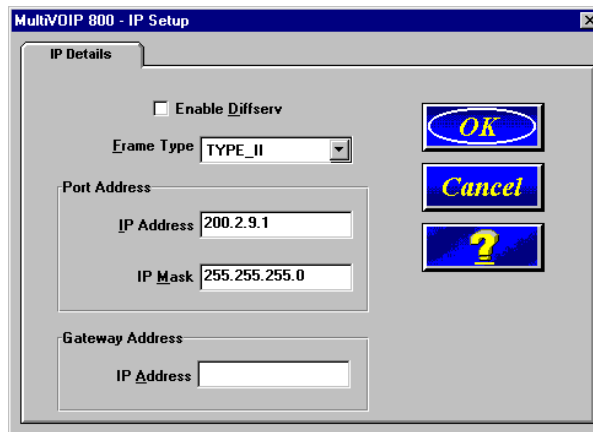 MultiVOIP 800 - IP Setup
IP Details
Enable Diffserv
OK
Frame Type TYPE_II
Cancel
Port Address
IP Address 200.2.9.1
?
IP Mask 255.255.255.0
Gateway Address
IP Address